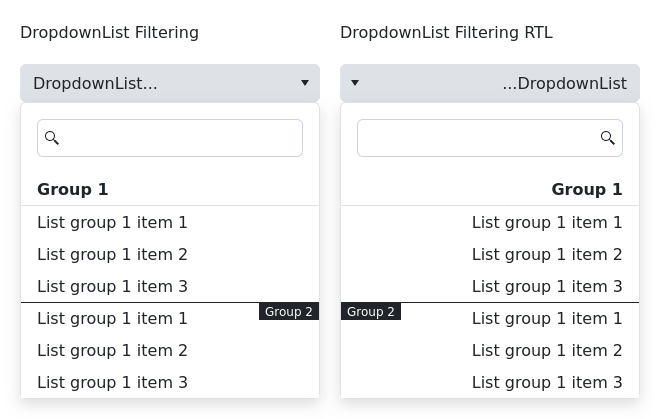 DropdownList Filtering
DropdownList...
Group 1
List group 1 item 1
List group 1 item 2
List group 1 item 3
Group 2
List group 1 item 1
List group 1 item 2
List group 1 item 3
DropdownList Filtering RTL
...DropdownList
Group 1
List group 1 item 1
List group 1 item 2
List group 1 item 3
Group 2
List group 1 item 1
List group 1 item 2
List group 1 item 3